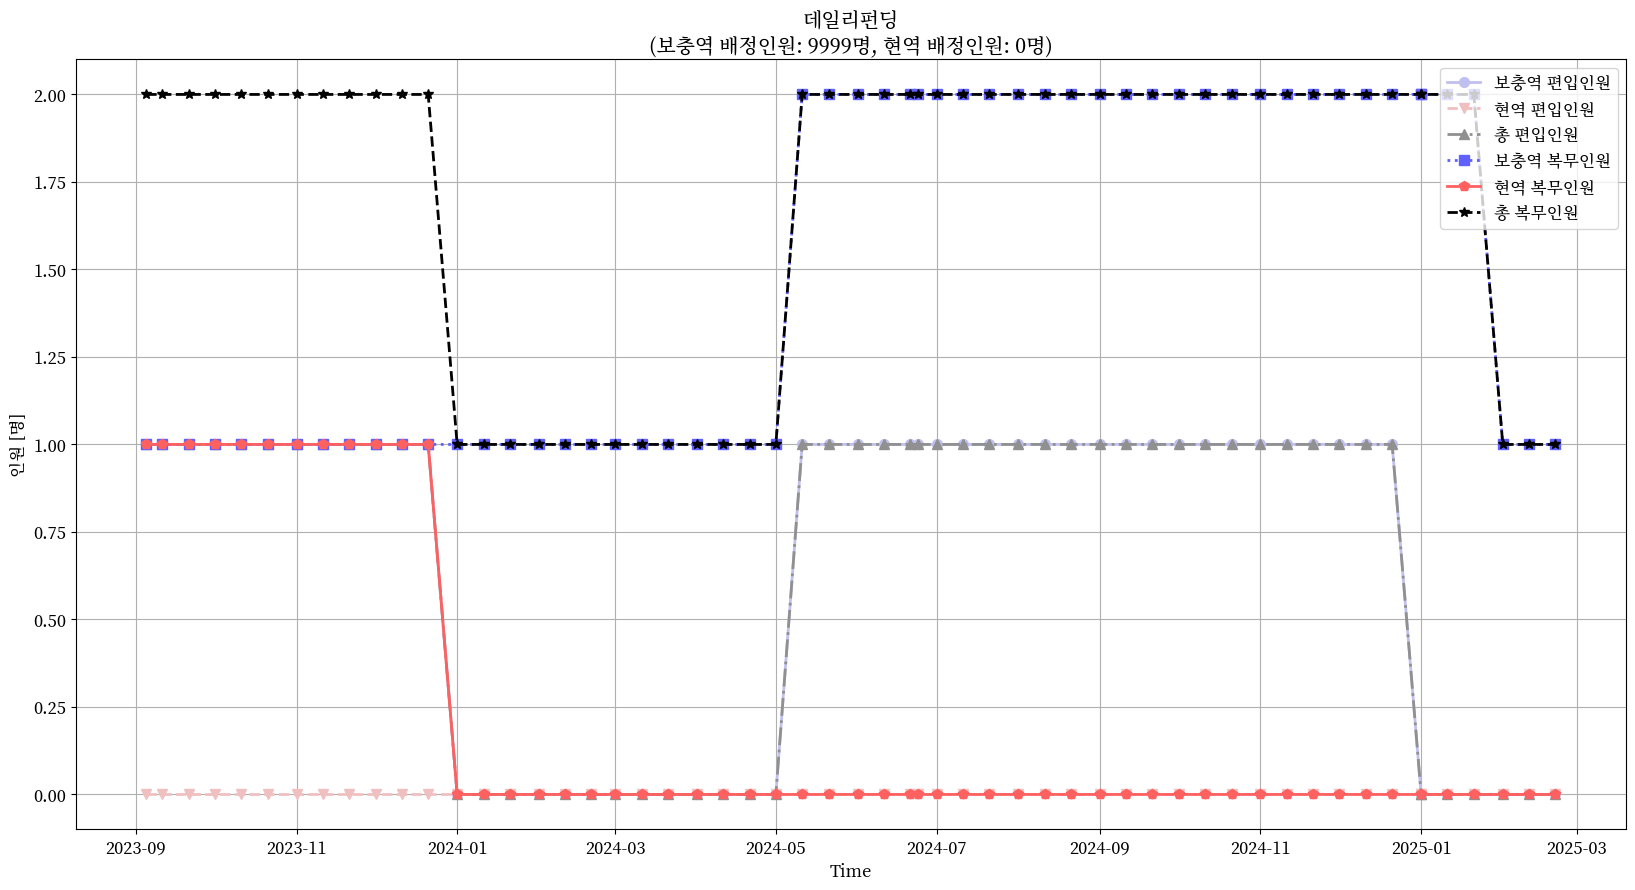 데일리펀딩
(보충역 배정인원: 9999명, 현역 배정인원: 0명)
보충역 편입인원
현역 편입인원
총 편입인원
보충역 복무인원
현역 복무인원
총 복무인원
인원 [명]
2.00
1.75
1.50
1.25
1.00
0.75
0.50
0.25
0.00
2023-09 2023-11 2024-01 2024-03 2024-05 2024-07 2024-09 2024-11 2025-01 2025-03
Time